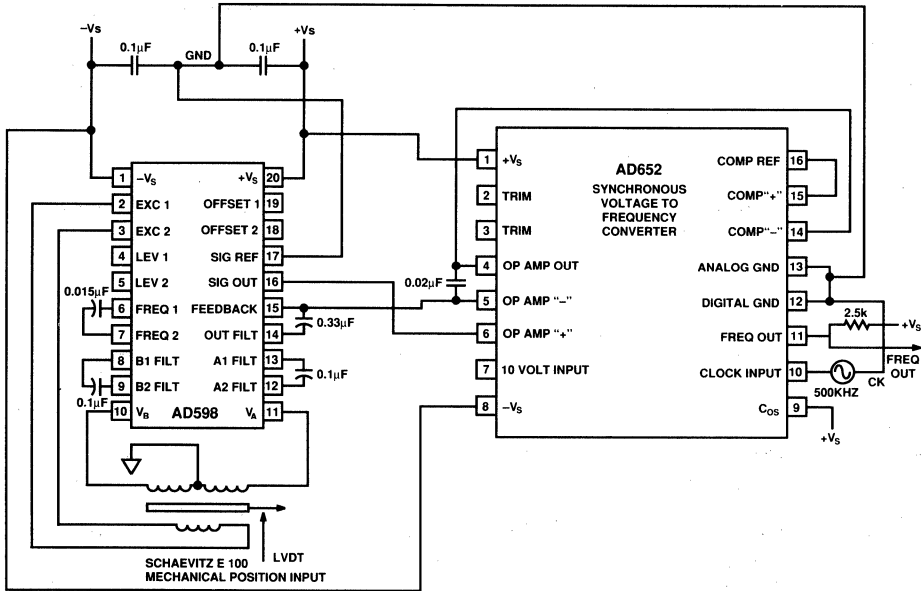 −Vs
+Vs
0.1µF
GND
0.1µF
AD652
SYNCHRONOUS
VOLTAGE TO
FREQUENCY
CONVERTER
1 −VS
2 EXC 1
3 EXC 2
4 LEV 1
5 LEV 2
6 FREQ 1
7 FREQ 2
8 B1 FILT
9 B2 FILT
10 VB
+VS 20
OFFSET 1 19
OFFSET 2 18
SIG REF 17
SIG OUT 16
FEEDBACK 15
OUT FILT 14
A1 FILT 13
A2 FILT 12
VA 11
AD598
0.015µF
0.1µF
0.33µF
0.1µF
0.02µF
1 +VS
2 TRIM
3 TRIM
4 OP AMP OUT
5 OP AMP "−"
6 OP AMP "+"
7 10 VOLT INPUT
8 −VS
COMP REF 16
COMP"+" 15
COMP"−" 14
ANALOG GND 13
DIGITAL GND 12
FREQ OUT 11
CLOCK INPUT 10
COS 9
2.5k
+VS
FREQ
OUT
CK
500KHZ
+VS
LVDT
SCHAEVITZ E 100
MECHANICAL POSITION INPUT